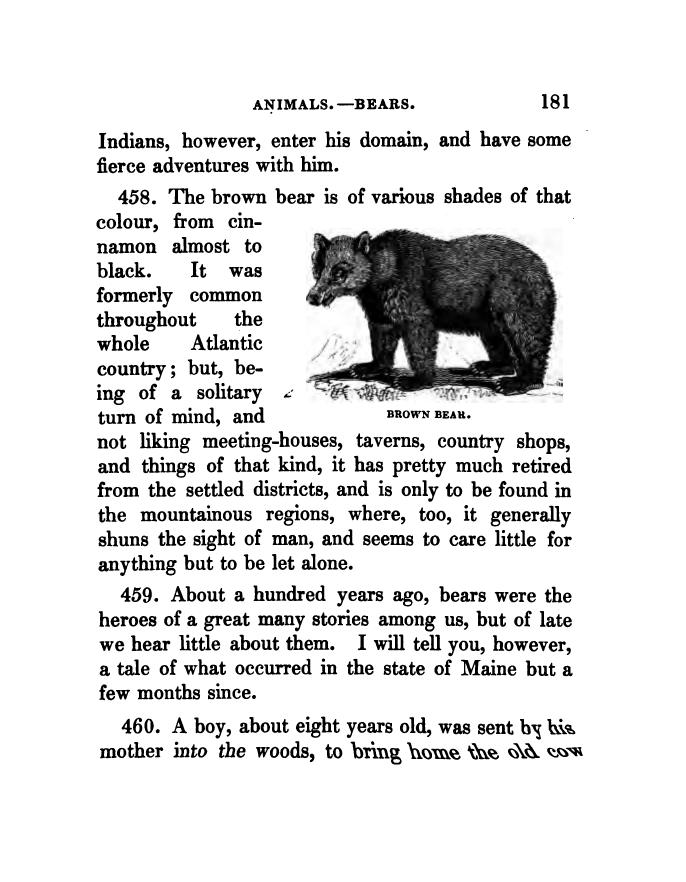 ANIMALS.—BEARS. 181
Indians, however, enter his domain, and have some
fierce adventures with him.
458. The brown bear is of various shades of that
colour, from cin-
namon almost to
black. It was
formerly common
throughout the
whole Atlantic
country; but, be-
ing of a solitary
turn of mind, and
BROWN BEAR.
not liking meeting-houses, taverns, country shops,
and things of that kind, it has pretty much retired
from the settled districts, and is only to be found in
the mountainous regions, where, too, it generally
shuns the sight of man, and seems to care little for
anything but to be let alone.
459. About a hundred years ago, bears were the
heroes of a great many stories among us, but of late
we hear little about them. I will tell you, however,
a tale of what occurred in the state of Maine but a
few months since.
460. A boy, about eight years old, was sent by his
mother into the woods, to bring home the old cow